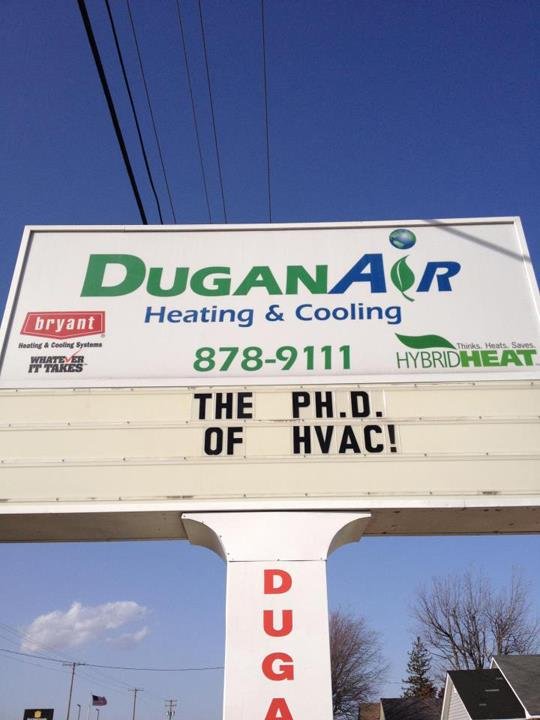 DUGANAIR
Heating & Cooling
bryant
Heating & Cooling Systems
WHATEVER
IT TAKES
878-9111
Thinks. Heats. Saves.
HYBRIDHEAT
THE PH.D.
OF HVAC!
D
U
G
A